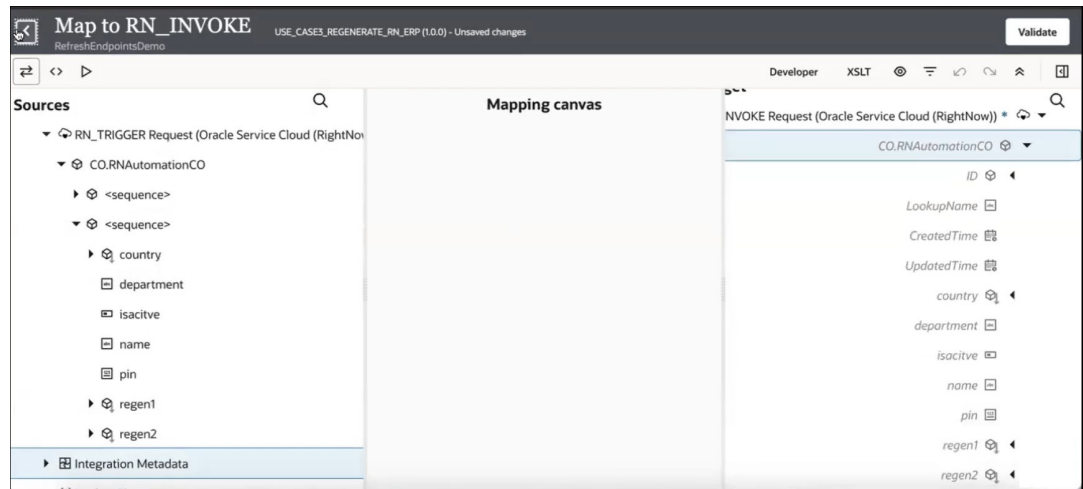 Map to RN_INVOKE
USE_CASE3_REGENERATE_RN_ERP (1.0.0) - Unsaved changes
Validate
RefreshEndpointsDemo
Developer
XSLT
Sources
RN_TRIGGER Request (Oracle Service Cloud (RightNov
CO.RNAutomationCO
<sequence>
<sequence>
country
department
isacitve
name
pin
regen1
regen2
Integration Metadata
Mapping canvas
NVOKE Request (Oracle Service Cloud (RightNow)) *
CO.RNAutomationCO
ID
LookupName
CreatedTime
UpdatedTime
country
department
isacitve
name
pin
regen1
regen2